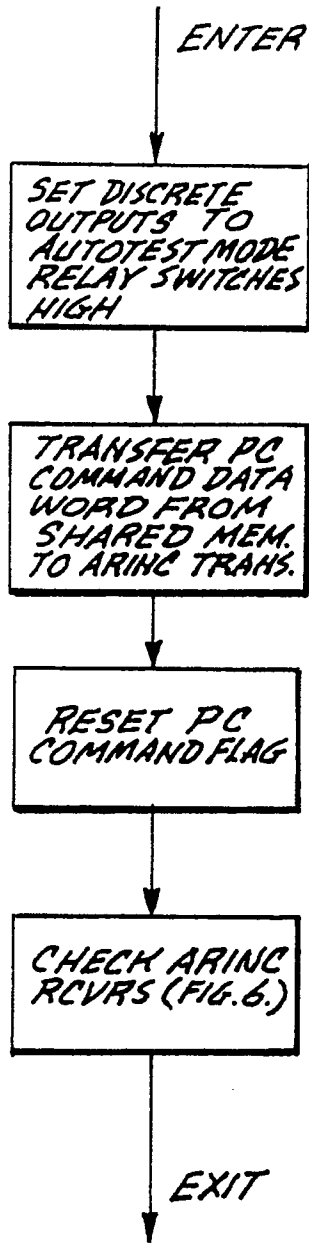 ENTER
SET DISCRETE
OUTPUTS TO
AUTOTEST MODE
RELAY SWITCHES
HIGH
TRANSFER PC
COMMAND DATA
WORD FROM
SHARED MEM.
TO ARINC TRANS.
RESET PC
COMMAND FLAG
CHECK ARINC
RCVRS (FIG.6.)
EXIT